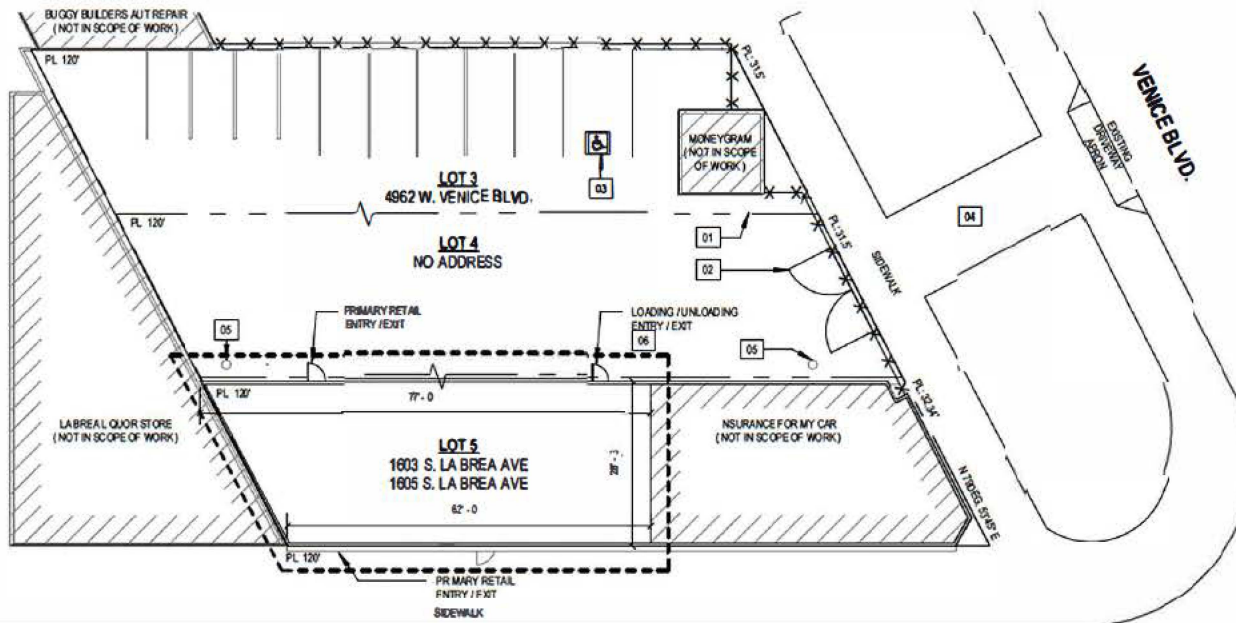 BUGGY BUILDERS AUT REPAIR
(NOT IN SCOPE OF WORK)
PL 120'
PL: 31.5'
VENICE BLVD.
EXISTING
DRIVEWAY
APRON
MONEYGRAM
(NOT IN SCOPE
OF WORK)
03
LOT 3
4962 W. VENICE BLVD.
04
PL 120'
01
PL: 31.5'
LOT 4
NO ADDRESS
02
SIDEWALK
PRIMARY RETAIL
ENTRY / EXIT
LOADING / UNLOADING
ENTRY / EXIT
05
06
05
PL 120'
77' - 0
PL: 32.34'
LA BREA L QUOR STORE
(NOT IN SCOPE OF WORK)
NSURANCE FOR MY CAR
(NOT IN SCOPE OF WORK)
LOT 5
1603 S. LA BREA AVE
1605 S. LA BREA AVE
62' - 0
N 79DEG. 53'45" E
PL 120'
PR MARY RETAIL
ENTRY / EXIT
SIDEWALK